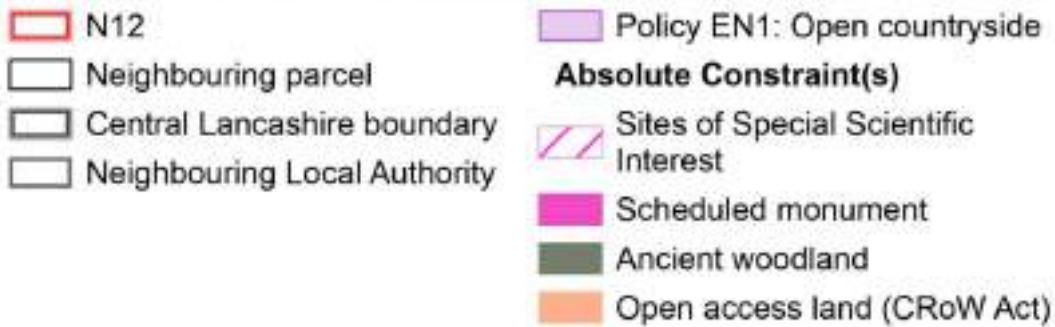 N12
Neighbouring parcel
Central Lancashire boundary
Neighbouring Local Authority
Policy EN1: Open countryside
Absolute Constraint(s)
Sites of Special Scientific
Interest
Scheduled monument
Ancient woodland
Open access land (CRoW Act)